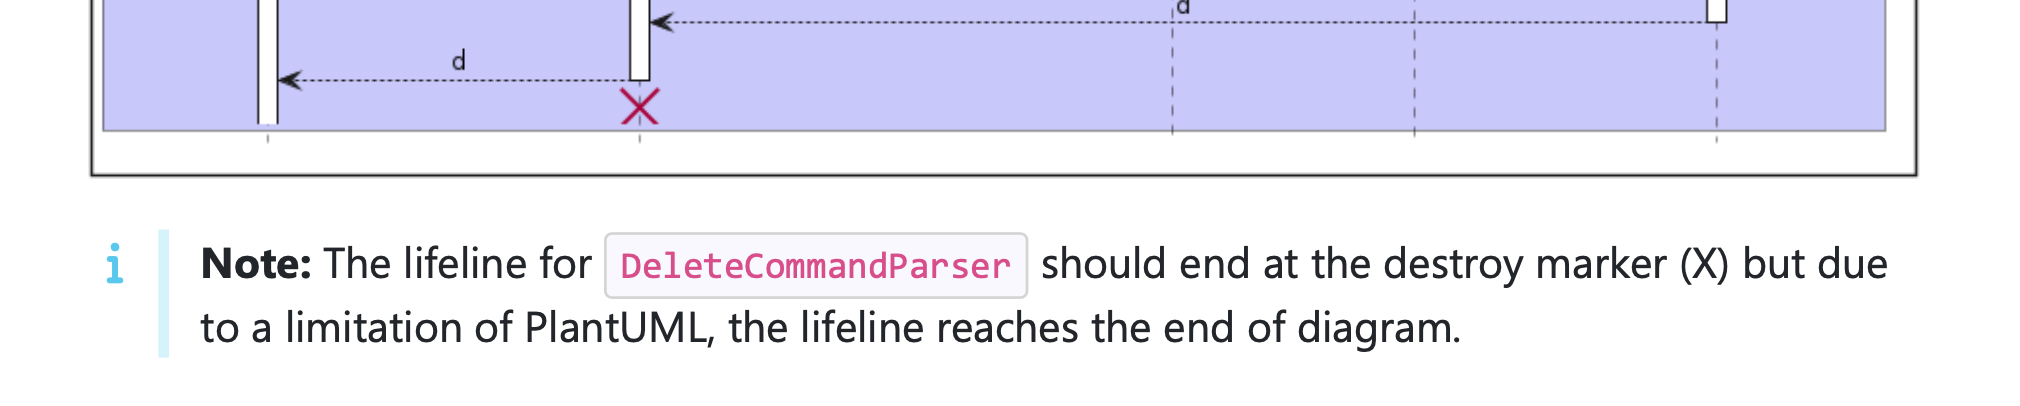 d
d
i
Note: The lifeline for DeleteCommandParser should end at the destroy marker (X) but due
to a limitation of PlantUML, the lifeline reaches the end of diagram.